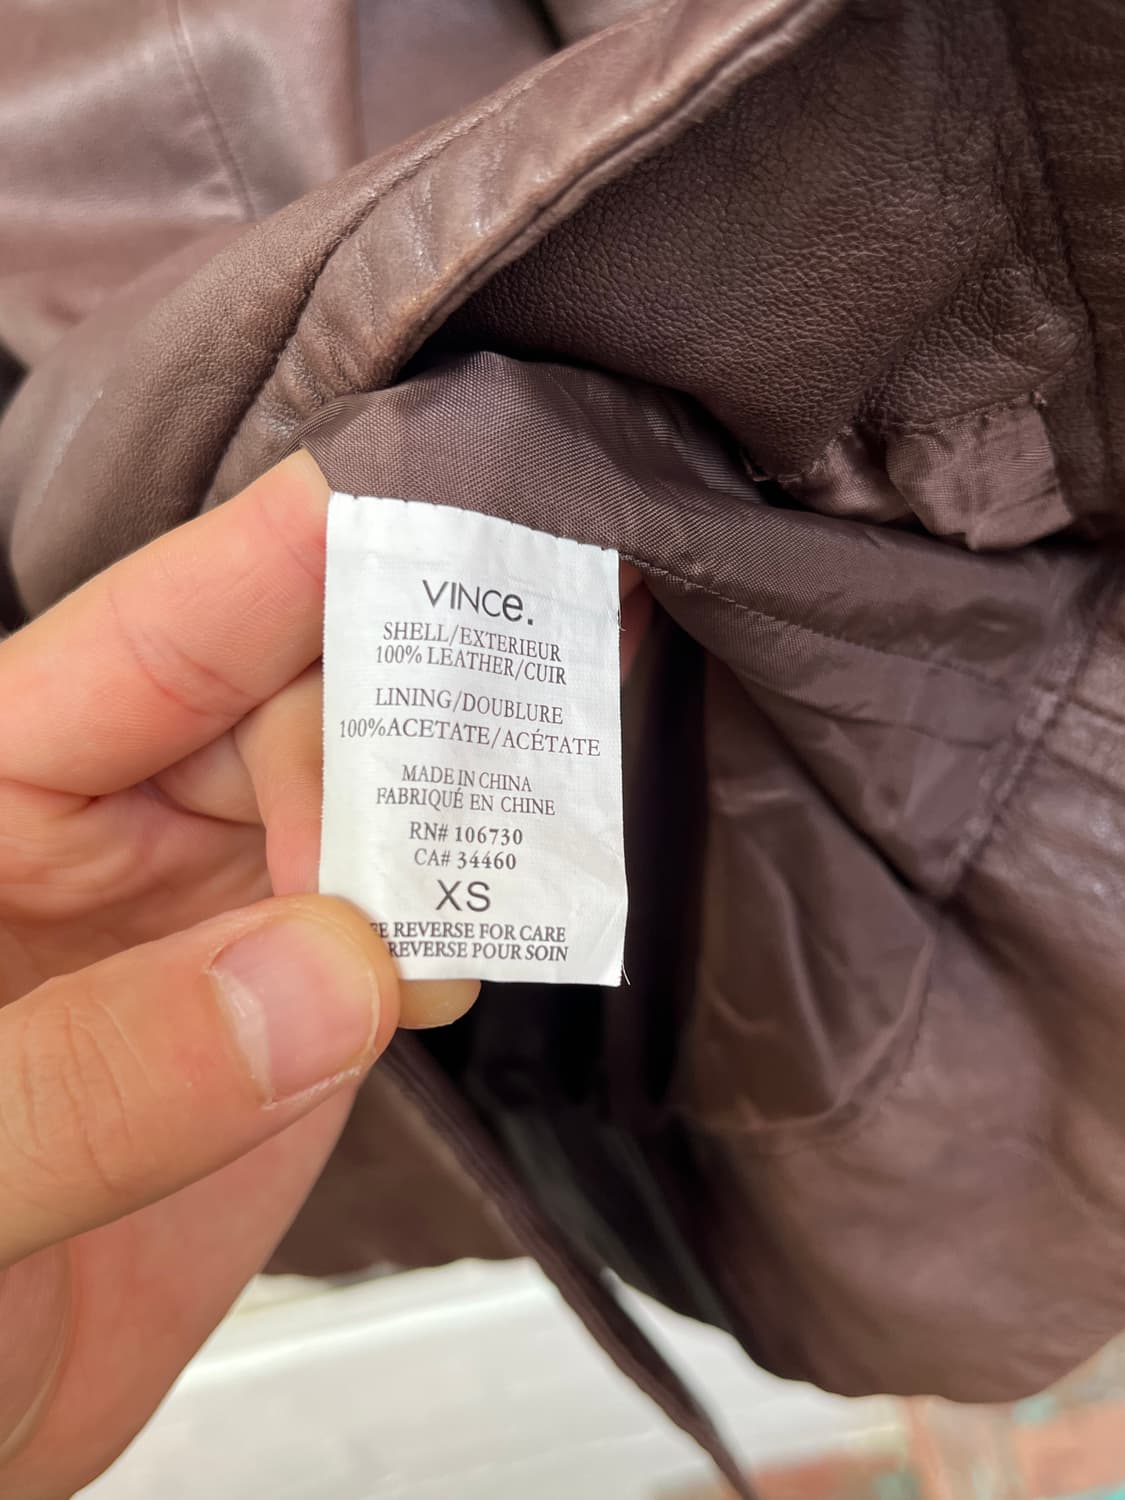 VINCe.
SHELL/EXTERIEUR
100% LEATHER/CUIR
LINING/DOUBLURE
100%ACETATE/ACÉTATE
MADE IN CHINA
FABRIQUÉ EN CHINE
RN# 106730
CA# 34460
XS
REVERSE FOR CARE
REVERSE POUR SOIN